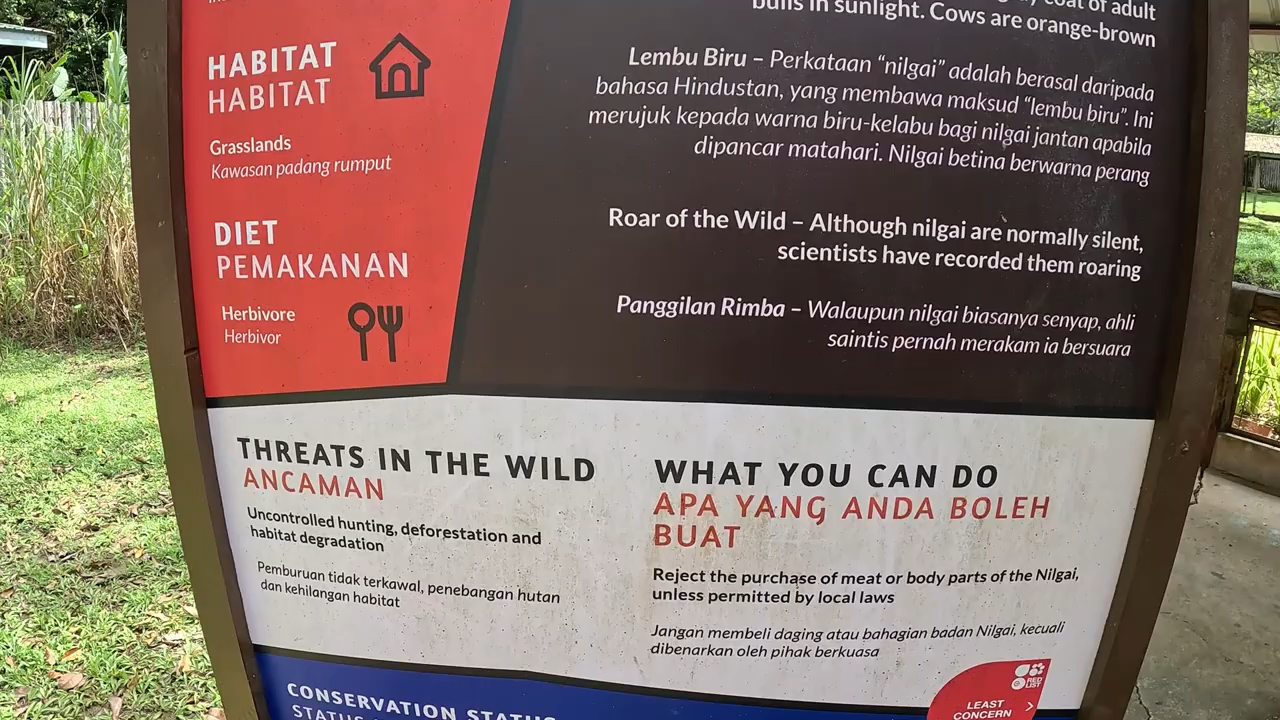 HABITAT
HABITAT
Grasslands
Kawasan padang rumput
DIET
PEMAKANAN
Herbivore
Herbivor
coat of adult
bulls in sunlight. Cows are orange-brown
Lembu Biru – Perkataan “nilgai” adalah berasal daripada
bahasa Hindustan, yang membawa maksud “lembu biru”. Ini
merujuk kepada warna biru-kelabu bagi nilgai jantan apabila
dipancar matahari. Nilgai betina berwarna perang
Roar of the Wild – Although nilgai are normally silent,
scientists have recorded them roaring
Panggilan Rimba – Walaupun nilgai biasanya senyap, ahli
saintis pernah merakam ia bersuara
THREATS IN THE WILD
ANCAMAN
Uncontrolled hunting, deforestation and
habitat degradation
Pemburuan tidak terkawal, penebangan hutan
dan kehilangan habitat
WHAT YOU CAN DO
APA YANG ANDA BOLEH
BUAT
Reject the purchase of meat or body parts of the Nilgai,
unless permitted by local laws
Jangan membeli daging atau bahagian badan Nilgai, kecuali
dibenarkan oleh pihak berkuasa
CONSERVATION STATUS
STATUS
RED
LIST
LEAST
CONCERN